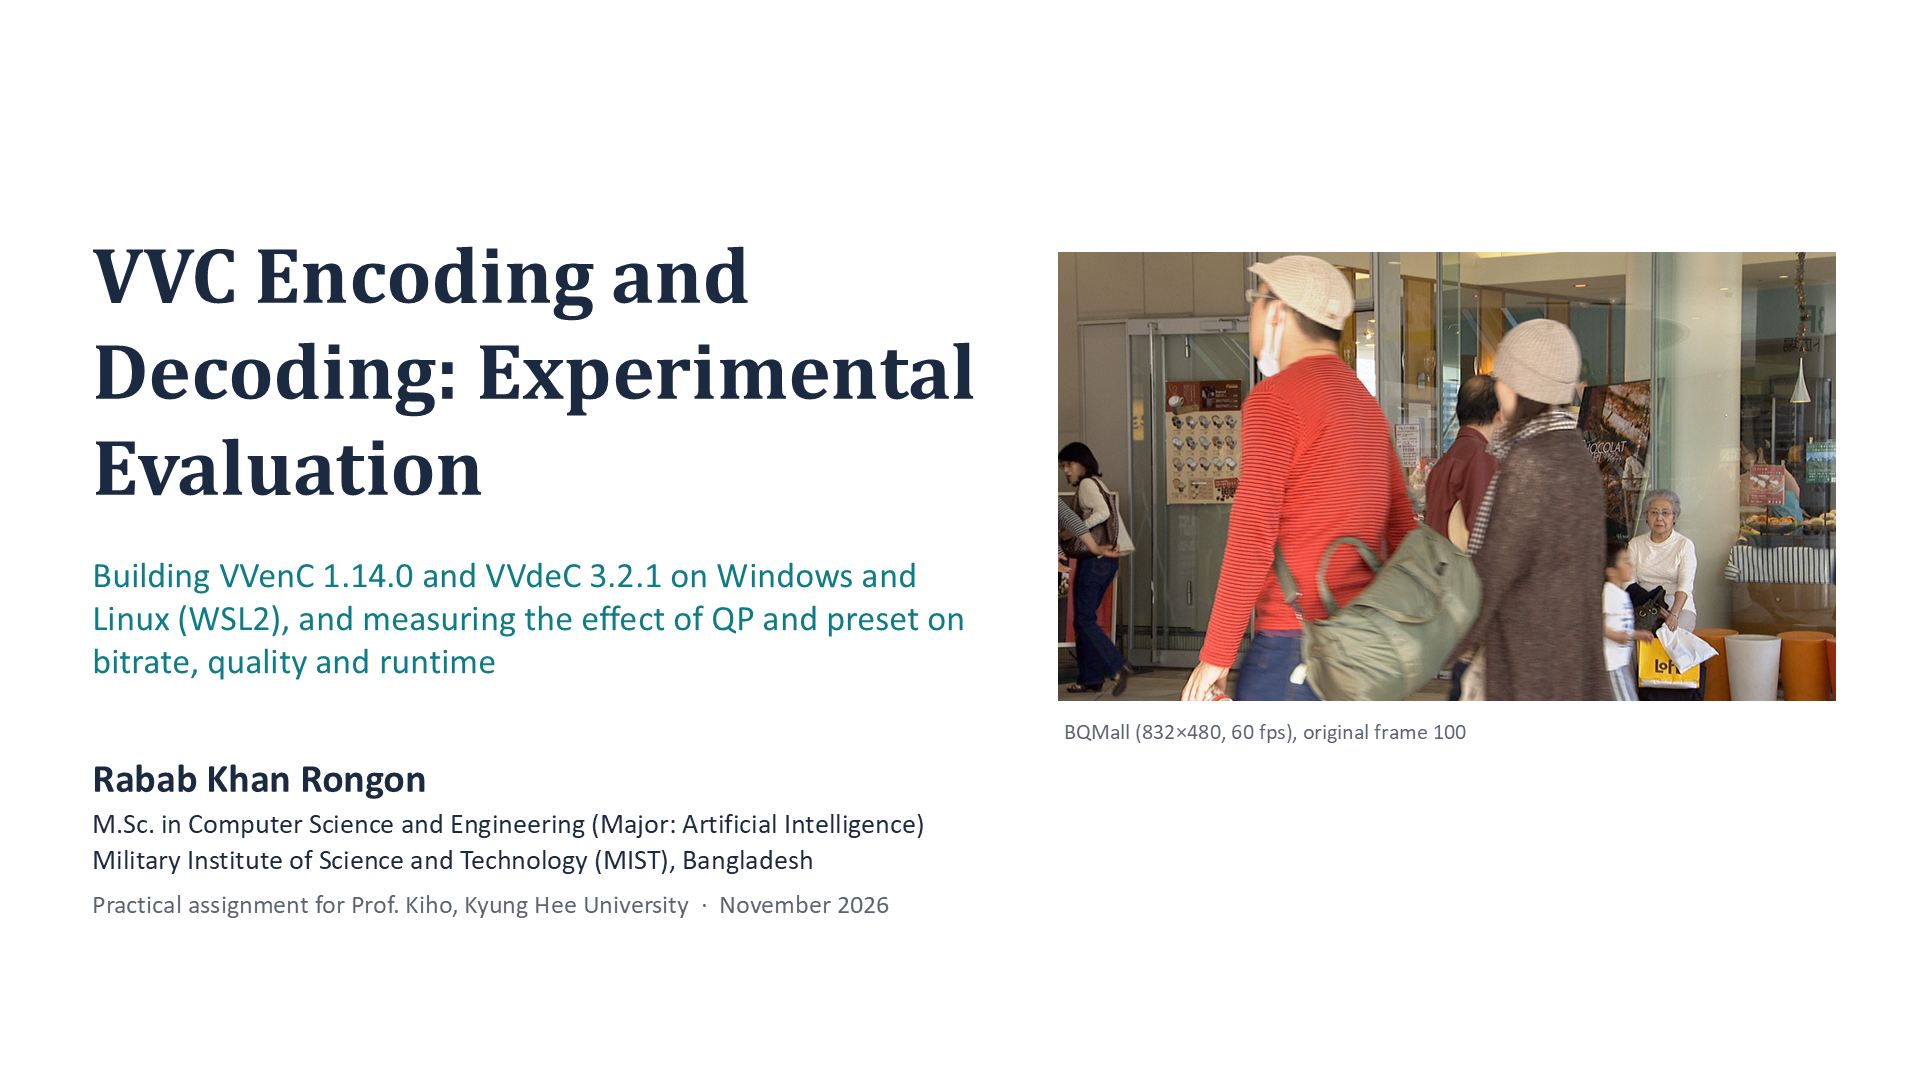 VVC Encoding and
Decoding: Experimental
Evaluation
Building VVenC 1.14.0 and VVdeC 3.2.1 on Windows and
Linux (WSL2), and measuring the effect of QP and preset on
bitrate, quality and runtime
Rabab Khan Rongon
M.Sc. in Computer Science and Engineering (Major: Artificial Intelligence)
Military Institute of Science and Technology (MIST), Bangladesh
Practical assignment for Prof. Kiho, Kyung Hee University · November 2026
BQMall (832×480, 60 fps), original frame 100